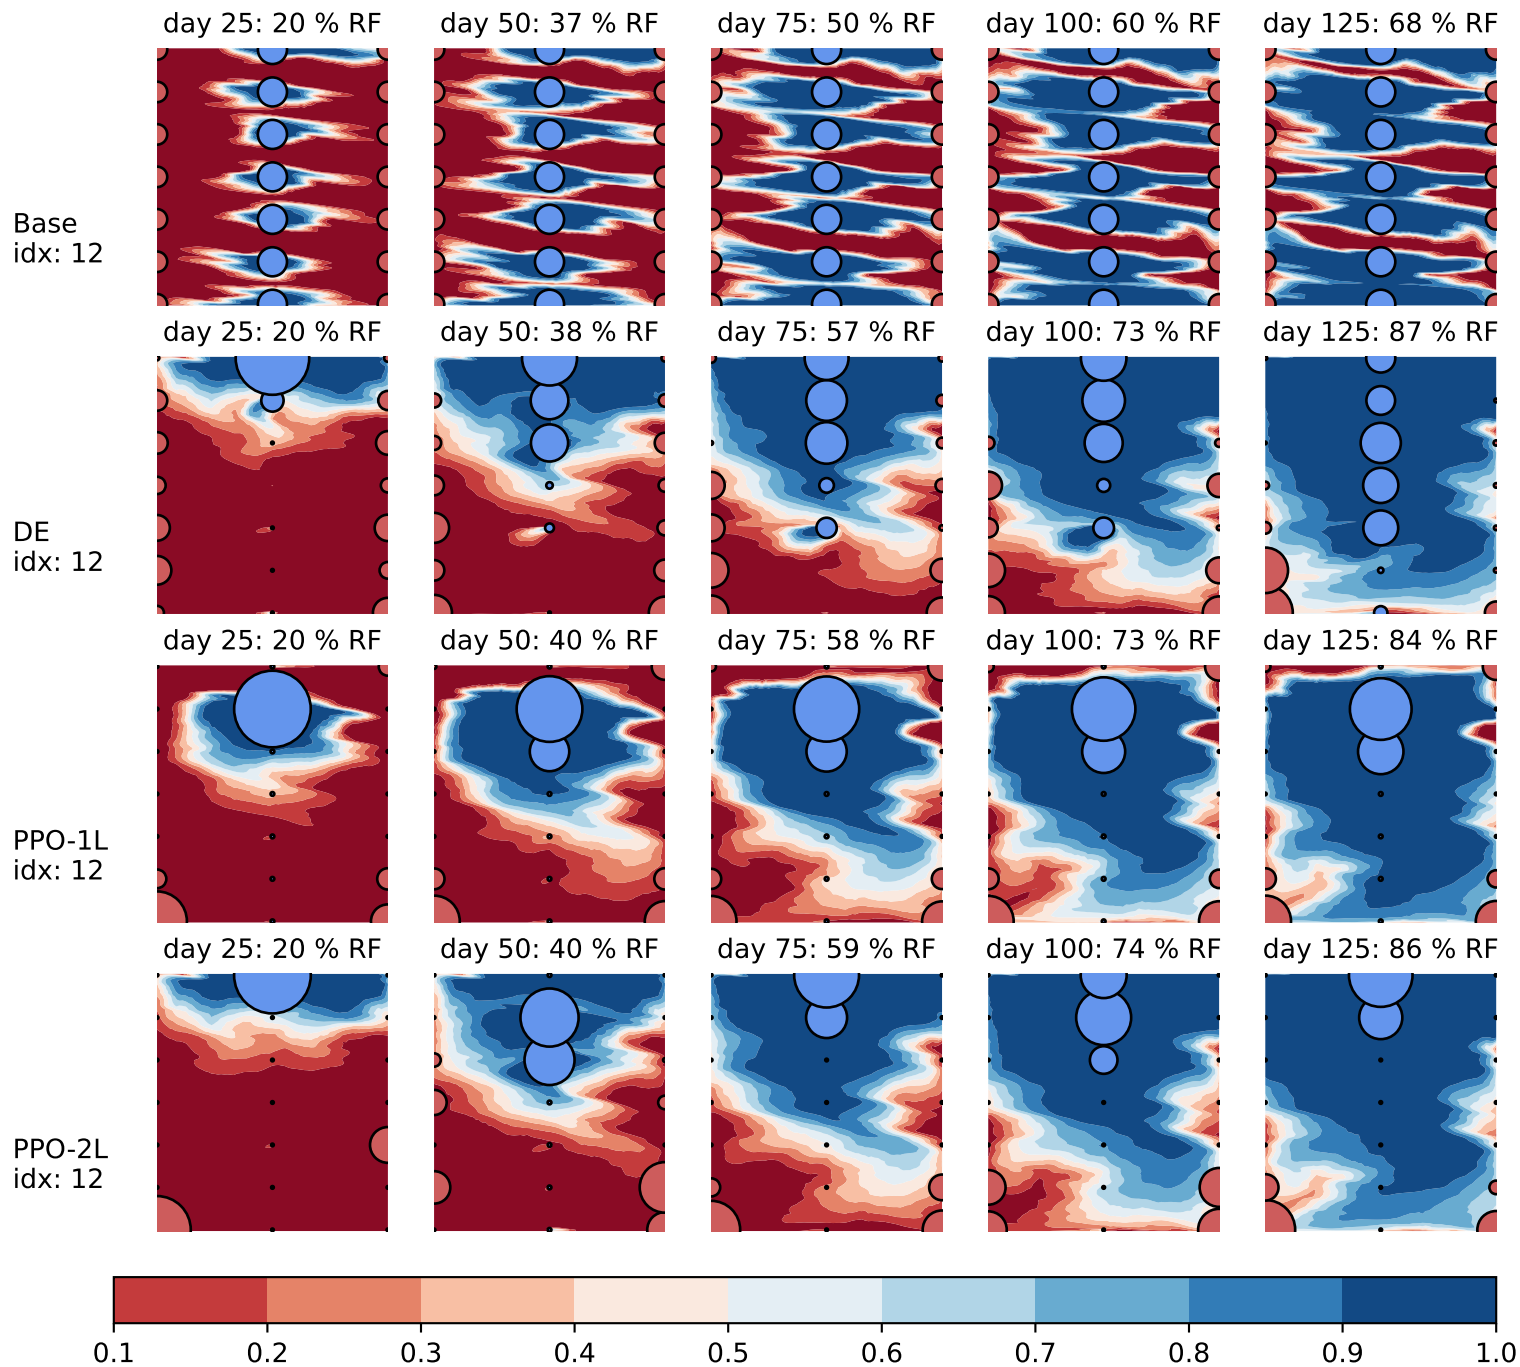 day 25: 20 % RF
day 50: 37 % RF
day 75: 50 % RF
day 100: 60 % RF
day 125: 68 % RF
Base
idx: 12
day 25: 20 % RF
day 50: 38 % RF
day 75: 57 % RF
day 100: 73 % RF
day 125: 87 % RF
DE
idx: 12
day 25: 20 % RF
day 50: 40 % RF
day 75: 58 % RF
day 100: 73 % RF
day 125: 84 % RF
PPO-1L
idx: 12
day 25: 20 % RF
day 50: 40 % RF
day 75: 59 % RF
day 100: 74 % RF
day 125: 86 % RF
PPO-2L
idx: 12
0.1
0.2
0.3
0.4
0.5
0.6
0.7
0.8
0.9
1.0